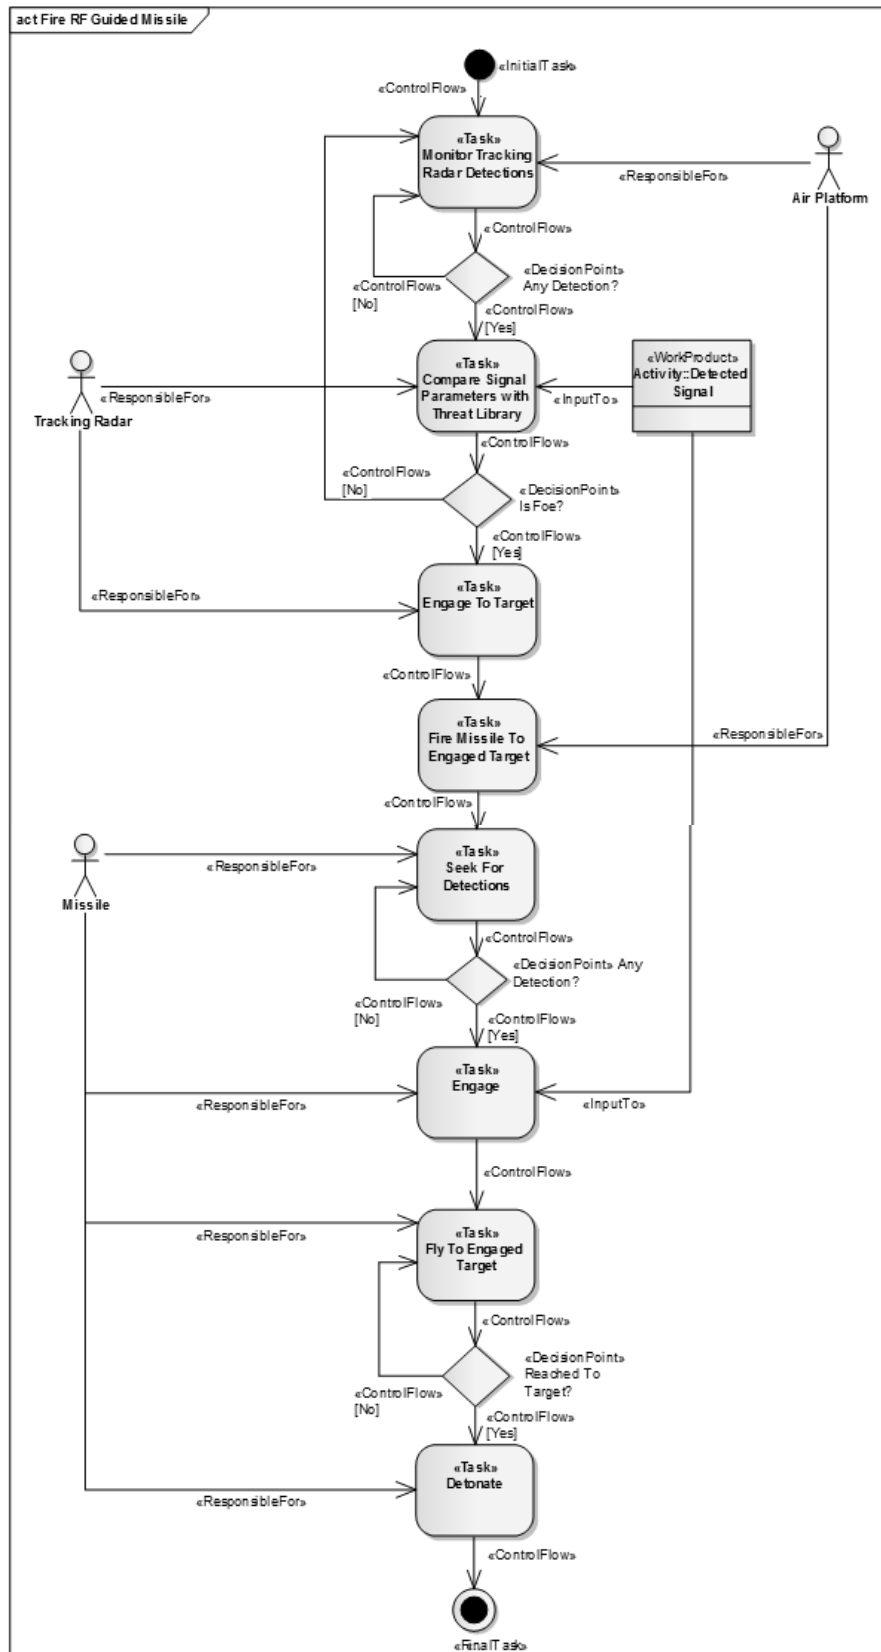 act Fire RF Guided Missile
«InitialTask»
«ControlFlow»
«Task»
Monitor Tracking
Radar Detections
«ResponsibleFor»
Air Platform
«ControlFlow»
«DecisionPoint»
Any Detection?
«ControlFlow»
[No]
«ControlFlow»
[Yes]
«Task»
Compare Signal
Parameters with
Threat Library
«WorkProduct»
Activity::Detected
Signal
«ResponsibleFor»
«InputTo»
Tracking Radar
«ControlFlow»
«ControlFlow»
[No]
«DecisionPoint»
Is Foe?
«ControlFlow»
[Yes]
«Task»
Engage To Target
«ResponsibleFor»
«ControlFlow»
«Task»
Fire Missile To
Engaged Target
«ResponsibleFor»
«ControlFlow»
«Task»
Seek For
Detections
«ResponsibleFor»
Missile
«ControlFlow»
«DecisionPoint» Any
Detection?
«ControlFlow»
[No]
«ControlFlow»
[Yes]
«Task»
Engage
«ResponsibleFor»
«InputTo»
«ControlFlow»
«Task»
Fly To Engaged
Target
«ResponsibleFor»
«ControlFlow»
«DecisionPoint»
Reached To
Target?
«ControlFlow»
[No]
«ControlFlow»
[Yes]
«Task»
Detonate
«ResponsibleFor»
«ControlFlow»
«FinalTask»